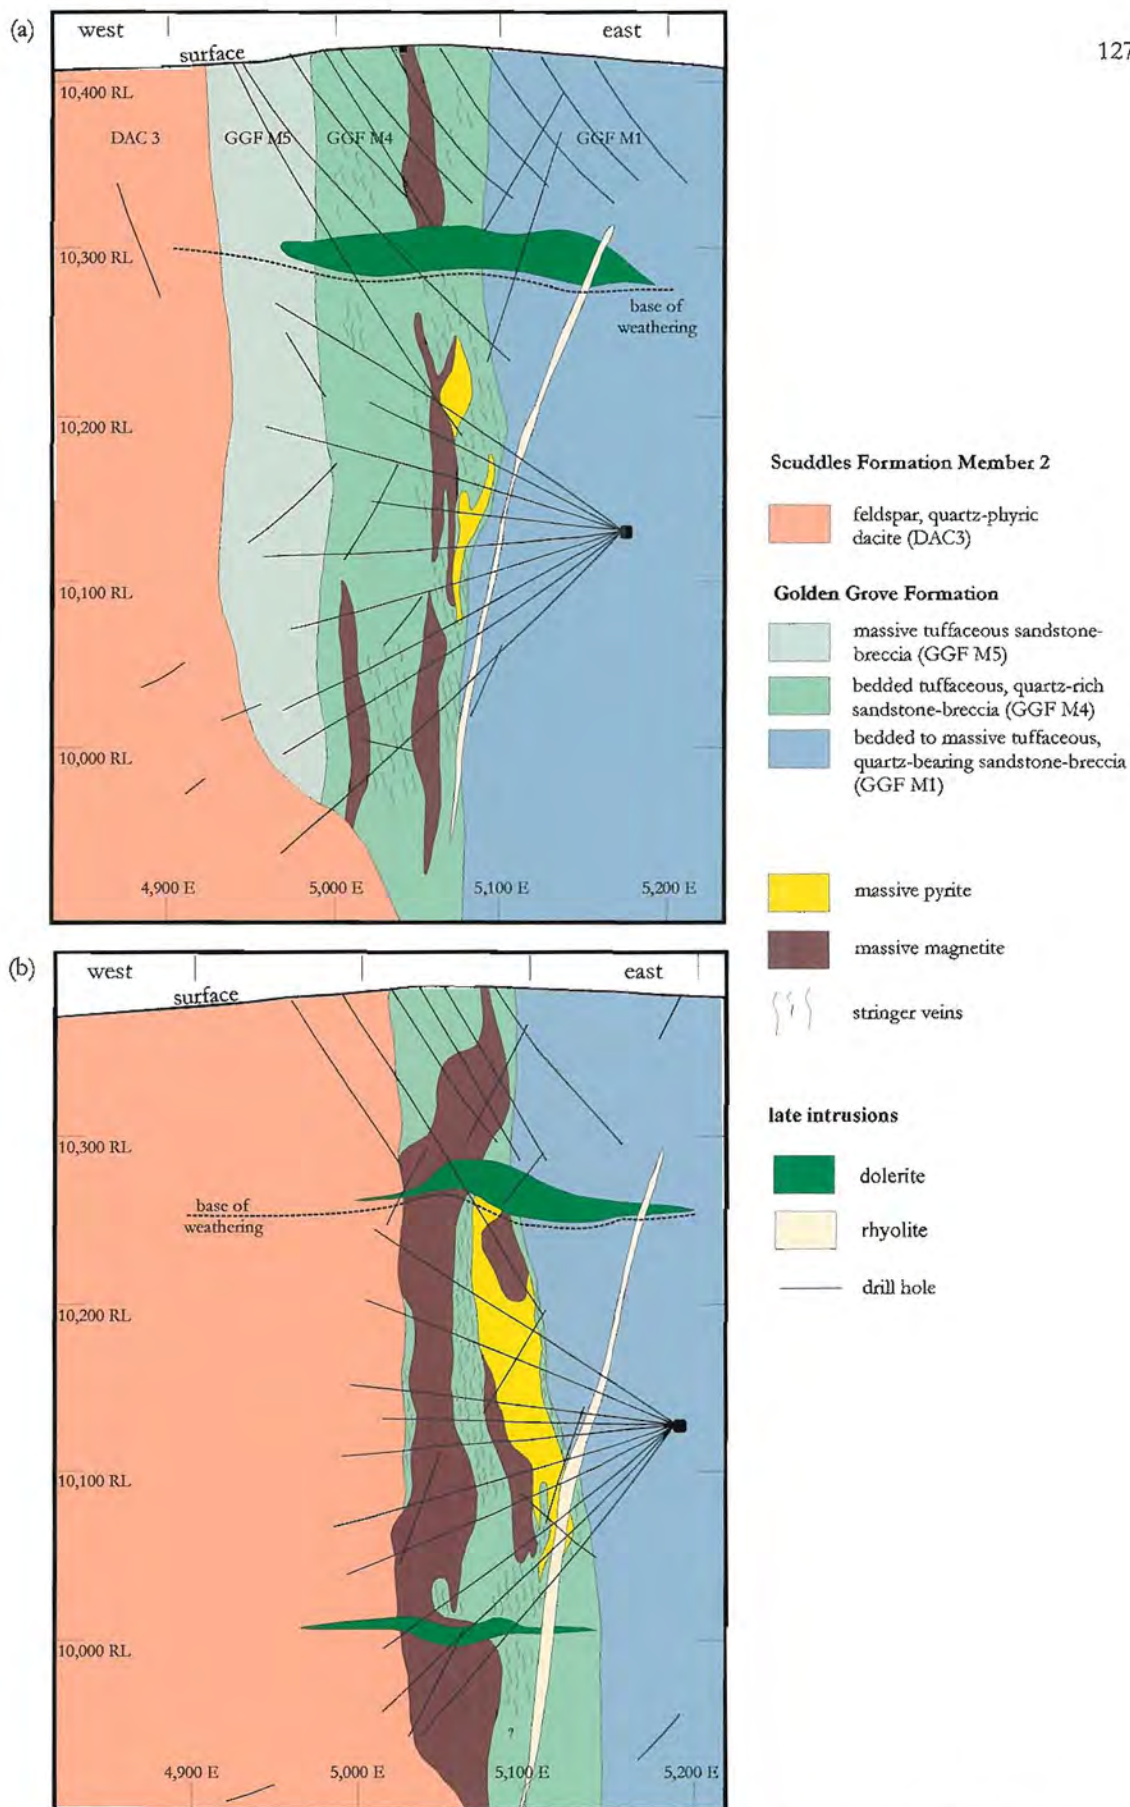 (a)
west
east
127
surface
10,400 RL
DAC 3
GGF M5
GGF M4
GGF M1
10,300 RL
base of
weathering
10,200 RL
10,100 RL
10,000 RL
4,900 E
5,000 E
5,100 E
5,200 E
(b)
west
east
surface
10,300 RL
base of
weathering
10,200 RL
10,100 RL
10,000 RL
?
4,900 E
5,000 E
5,100 E
5,200 E
Scuddles Formation Member 2
feldspar, quartz-phyric
dacite (DAC3)
Golden Grove Formation
massive tuffaceous sandstone-
breccia (GGF M5)
bedded tuffaceous, quartz-rich
sandstone-breccia (GGF M4)
bedded to massive tuffaceous,
quartz-bearing sandstone-breccia
(GGF M1)
massive pyrite
massive magnetite
stringer veins
late intrusions
dolerite
rhyolite
drill hole